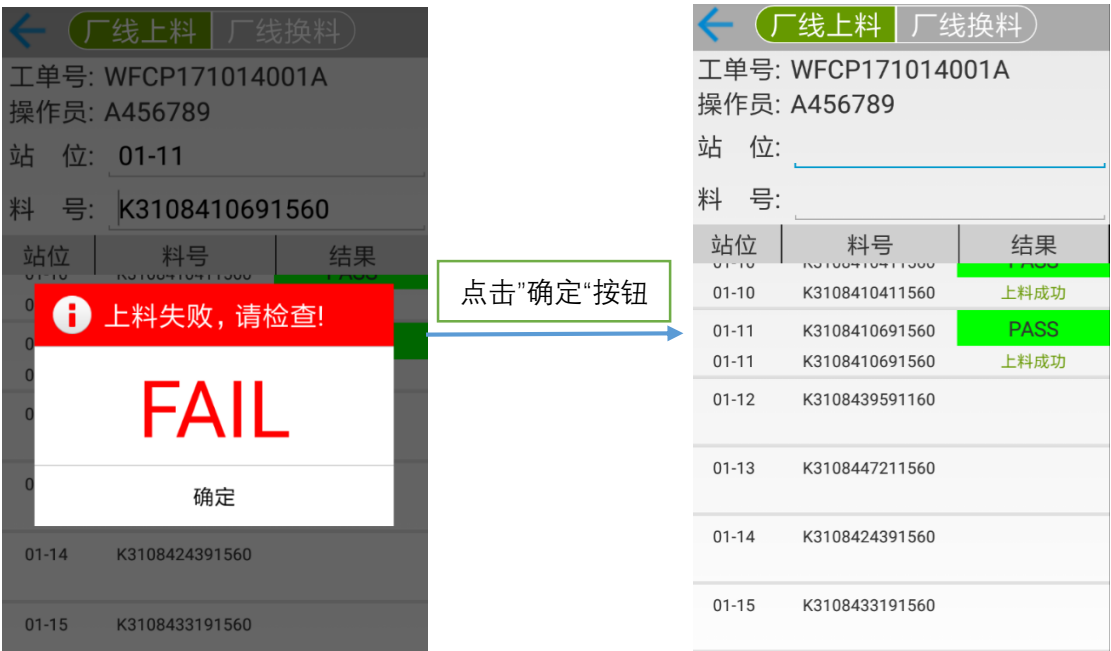 厂线上料 厂线换料
工单号: WFCP171014001A
操作员: A456789
站 位: 01-11
料 号: K3108410691560
站位 料号 结果
上料失败，请检查!
FAIL
确定
01-14 K3108424391560
01-15 K3108433191560
点击”确定“按钮
厂线上料 厂线换料
工单号: WFCP171014001A
操作员: A456789
站 位:
料 号:
站位 料号 结果
01-10 K3108410411560 PASS
01-10 K3108410411560 上料成功
01-11 K3108410691560 PASS
01-11 K3108410691560 上料成功
01-12 K3108439591160
01-13 K3108447211560
01-14 K3108424391560
01-15 K3108433191560